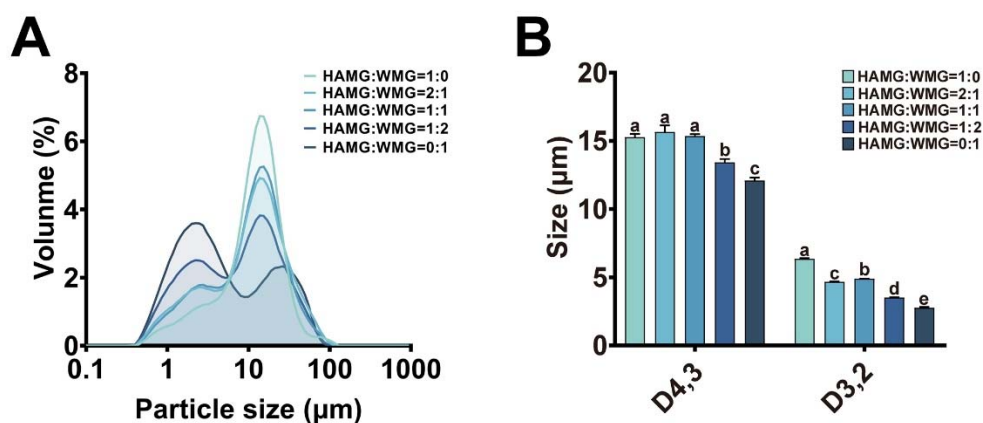 A
HAMG:WMG=1:0
HAMG:WMG=2:1
HAMG:WMG=1:1
HAMG:WMG=1:2
HAMG:WMG=0:1
8
6
4
2
0
Volunme (%)
0.1 1 10 100 1000
Particle size (μm)
B
HAMG:WMG=1:0
HAMG:WMG=2:1
HAMG:WMG=1:1
HAMG:WMG=1:2
HAMG:WMG=0:1
20
15
10
5
0
Size (μm)
a a a b c
a c b d e
D4,3 D3,2